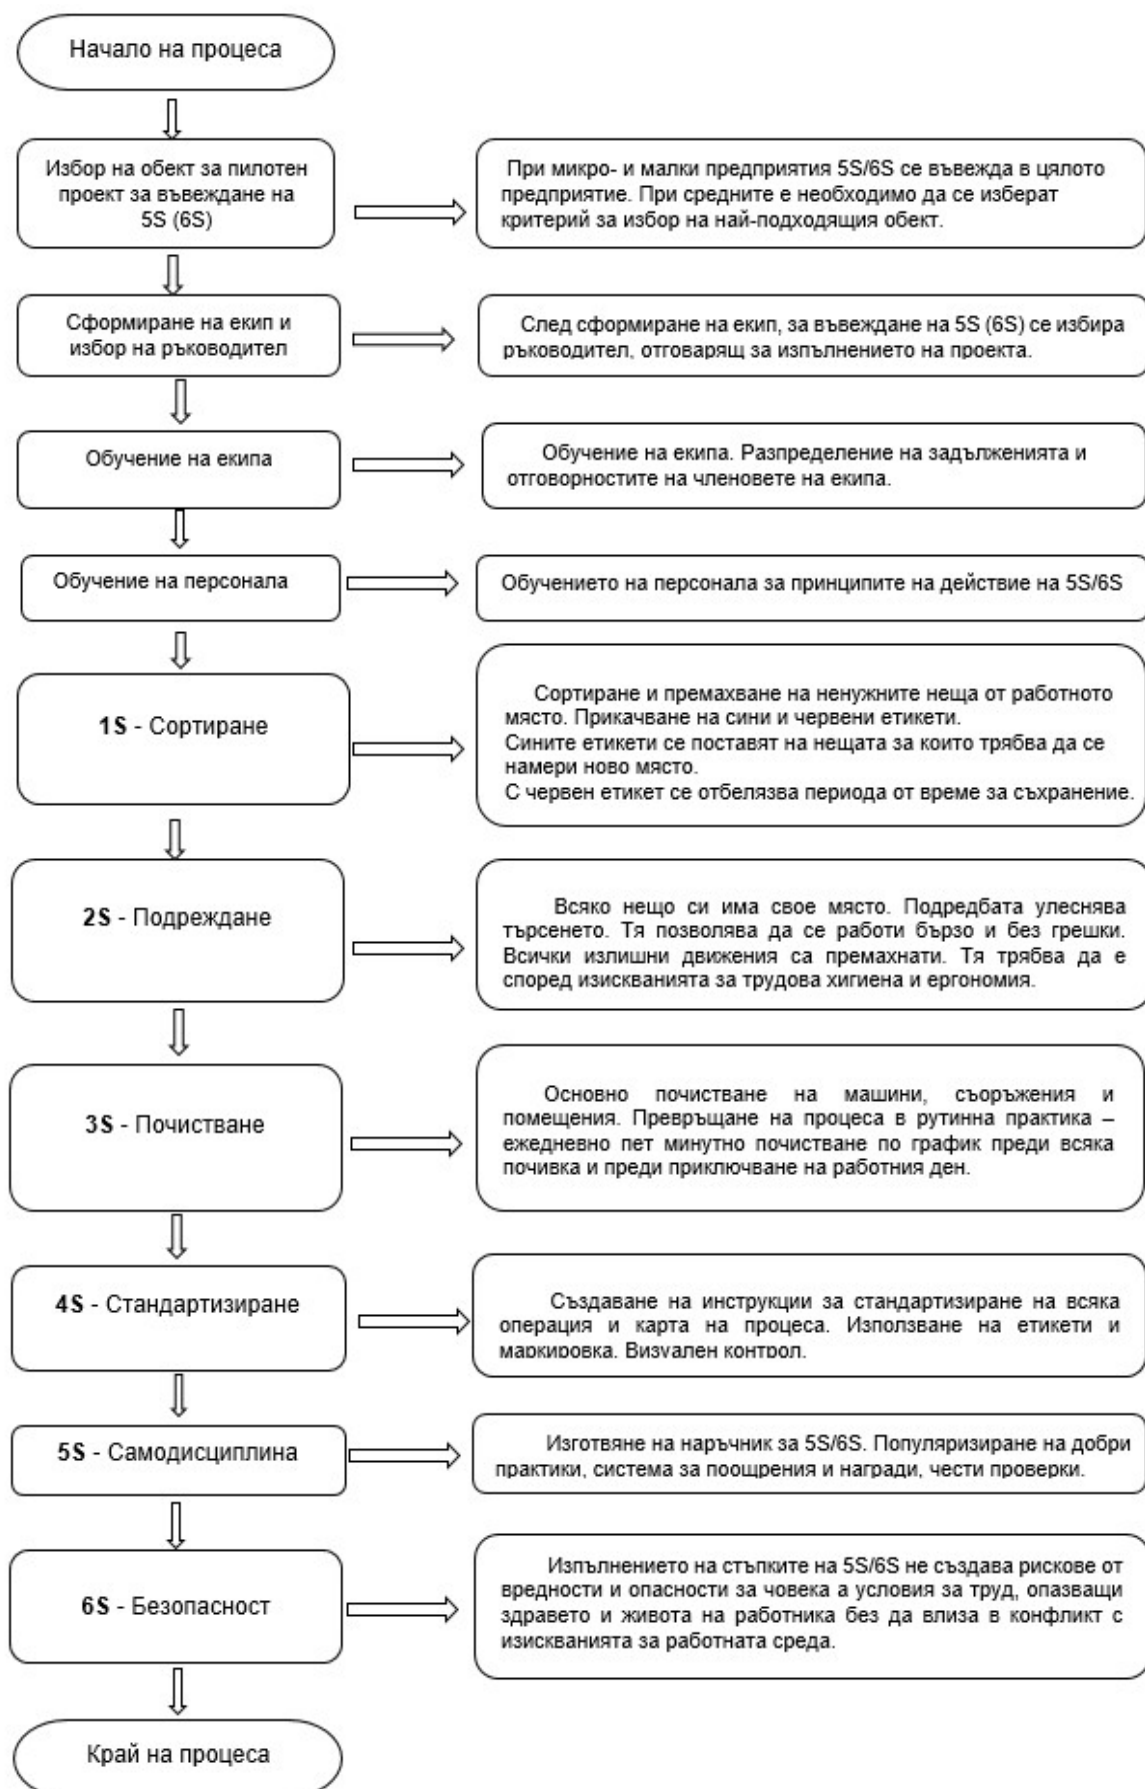 Начало на процеса
Избор на обект за пилотен
проект за въвеждане на
5S (6S)
При микро- и малки предприятия 5S/6S се въвежда в цялото
предприятие. При средните е необходимо да се изберат
критерий за избор на най-подходящия обект.
Сформиране на екип и
избор на ръководител
След сформиране на екип, за въвеждане на 5S (6S) се избира
ръководител, отговарящ за изпълнението на проекта.
Обучение на екипа
Обучение на екипа. Разпределение на задълженията и
отговорностите на членовете на екипа.
Обучение на персонала
Обучението на персонала за принципите на действие на 5S/6S
1S - Сортиране
Сортиране и премахване на ненужните неща от работното
място. Прикачване на сини и червени етикети.
Сините етикети се поставят на нещата за които трябва да се
намери ново място.
С червен етикет се отбелязва периода от време за съхранение.
2S - Подреждане
Всяко нещо си има свое място. Подредбата улеснява
търсенето. Тя позволява да се работи бързо и без грешки.
Всички излишни движения са премахнати. Тя трябва да е
според изискванията за трудова хигиена и ергономия.
3S - Почистване
Основно почистване на машини, съоръжения и
помещения. Превръщане на процеса в рутинна практика –
ежедневно пет минутно почистване по график преди всяка
почивка и преди приключване на работния ден.
4S - Стандартизиране
Създаване на инструкции за стандартизиране на всяка
операция и карта на процеса. Използване на етикети и
маркировка. Визуален контрол.
5S - Самодисциплина
Изготвяне на наръчник за 5S/6S. Популяризиране на добри
практики, система за поощрения и награди, чести проверки.
6S - Безопасност
Изпълнението на стъпките на 5S/6S не създава рискове от
вредности и опасности за човека а условия за труд, опазващи
здравето и живота на работника без да влиза в конфликт с
изискванията за работната среда.
Край на процеса